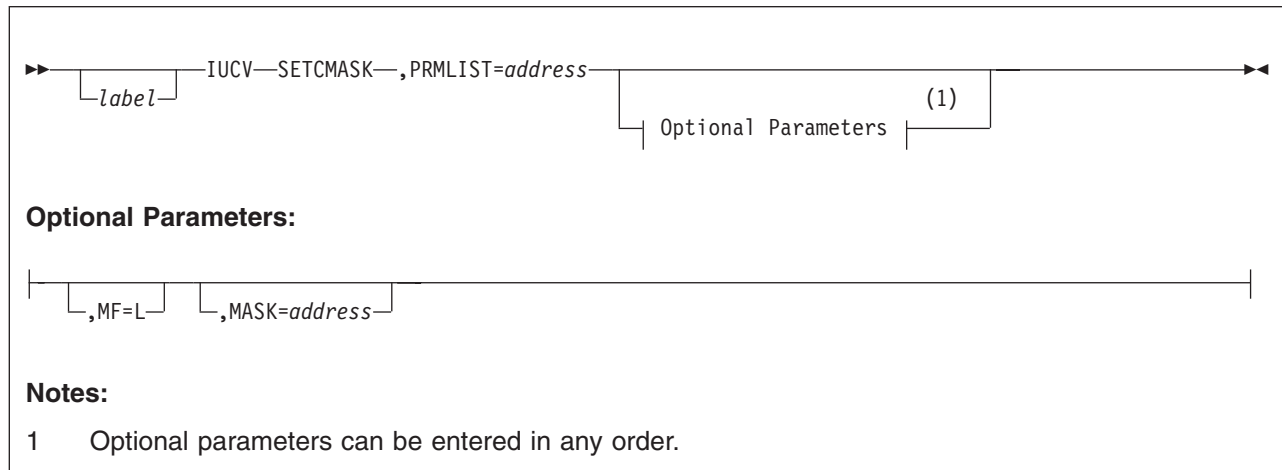 IUCV SETCMASK ,PRMLIST=address
label
(1)
Optional Parameters
Optional Parameters:
,MF=L ,MASK=address
Notes:
1 Optional parameters can be entered in any order.